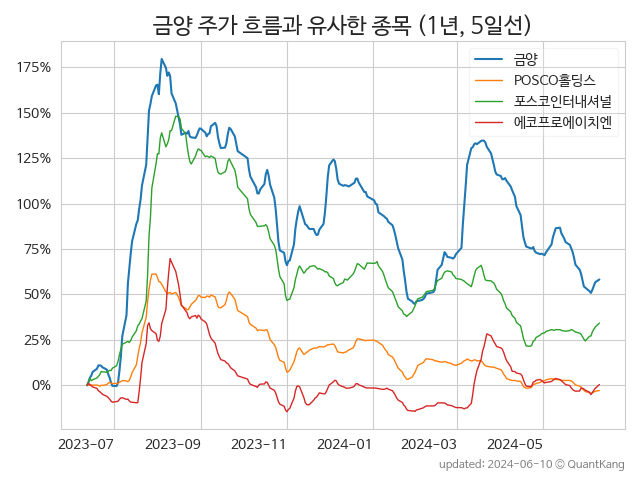 금양 주가 흐름과 유사한 종목 (1년, 5일선)
금양
POSCO홀딩스
포스코인터내셔널
에코프로에이치엔
175%
150%
125%
100%
75%
50%
25%
0%
2023-07 2023-09 2023-11 2024-01 2024-03 2024-05
updated: 2024-06-10 © QuantKang